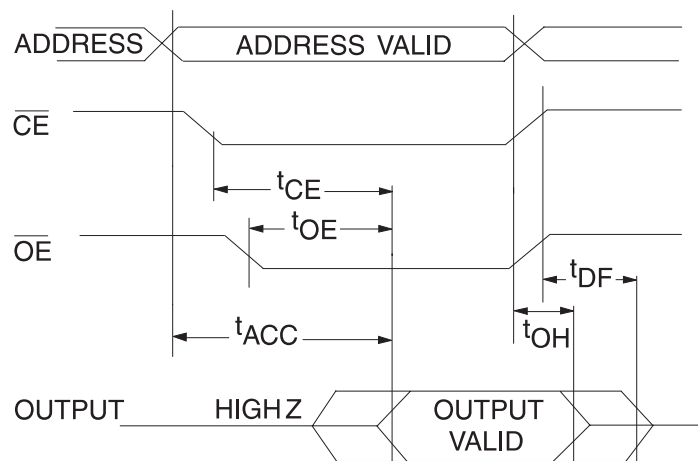 ADDRESS
ADDRESS VALID
CE
tCE
tOE
OE
tDF
tACC
tOH
OUTPUT
HIGH Z
OUTPUT
VALID